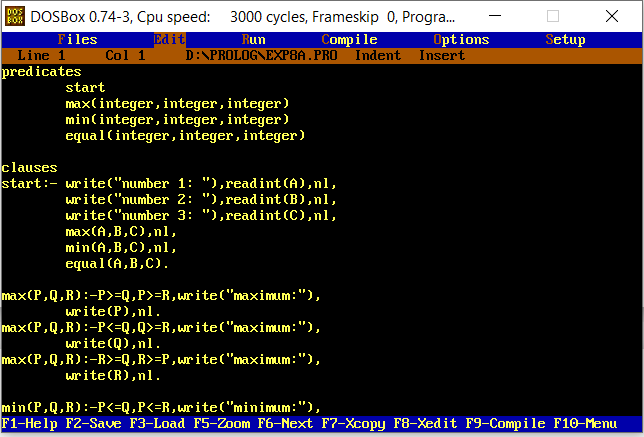 DOS BOX DOSBox 0.74-3, Cpu speed: 3000 cycles, Frameskip 0, Progra...
Files Edit Run Compile Options Setup
Line 1 Col 1 D:\PROLOG\EXP8A.PRO Indent Insert
predicates
start
max(integer,integer,integer)
min(integer,integer,integer)
equal(integer,integer,integer)
clauses
start:- write("number 1: "),readint(A),nl,
write("number 2: "),readint(B),nl,
write("number 3: "),readint(C),nl,
max(A,B,C),nl,
min(A,B,C),nl,
equal(A,B,C).
max(P,Q,R):-P>=Q,P>=R,write("maximum:"),
write(P),nl.
max(P,Q,R):-P<=Q,Q>=R,write("maximum:"),
write(Q),nl.
max(P,Q,R):-R>=Q,R>=P,write("maximum:"),
write(R),nl.
min(P,Q,R):-P<=Q,P<=R,write("minimum:"),
F1-Help F2-Save F3-Load F5-Zoom F6-Next F7-Xcopy F8-Xedit F9-Compile F10-Menu